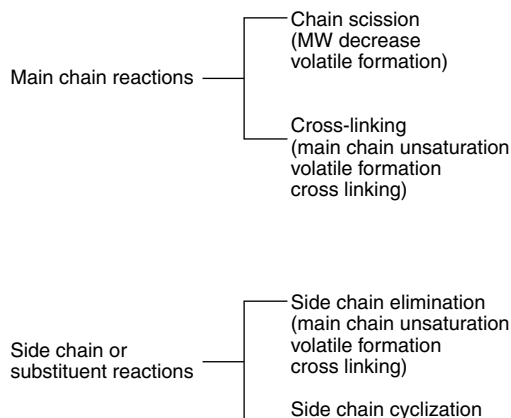 Chain scission
(MW decrease
volatile formation)
Main chain reactions
Cross-linking
(main chain unsaturation
volatile formation
cross linking)
Side chain elimination
(main chain unsaturation
volatile formation
cross linking)
Side chain or
substituent reactions
Side chain cyclization